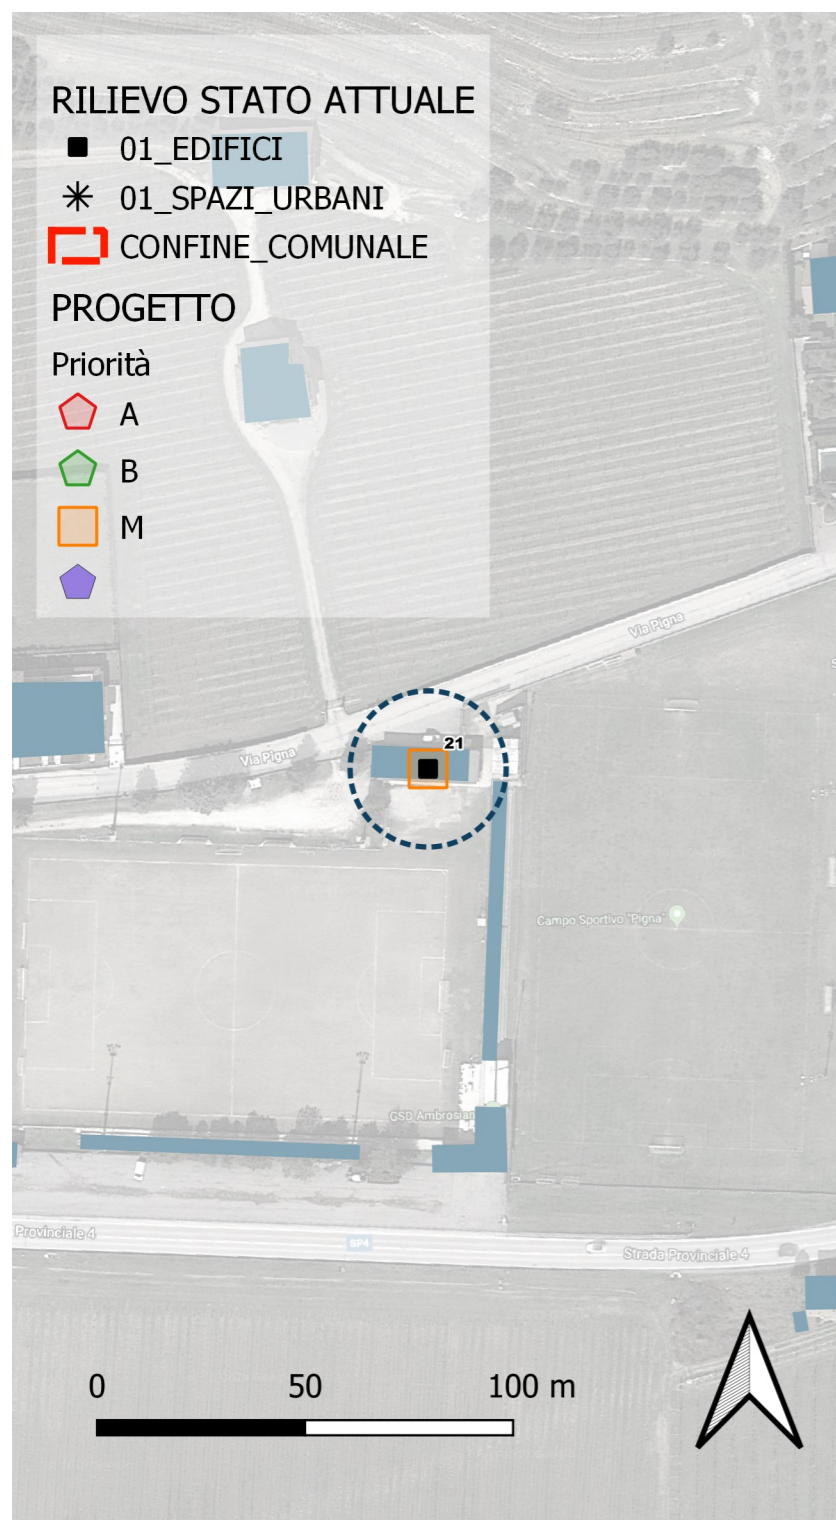 RILIEVO STATO ATTUALE
01_EDIFICI
01_SPAZI_URBANI
CONFINE_COMUNALE
PROGETTO
Priorità
A
B
M
Via Pigna
21
Via Pigna
Campo Sportivo "Pigna"
GSD Ambrosian
Provinciale 4
SP4
Strada Provinciale 4
0 50 100 m